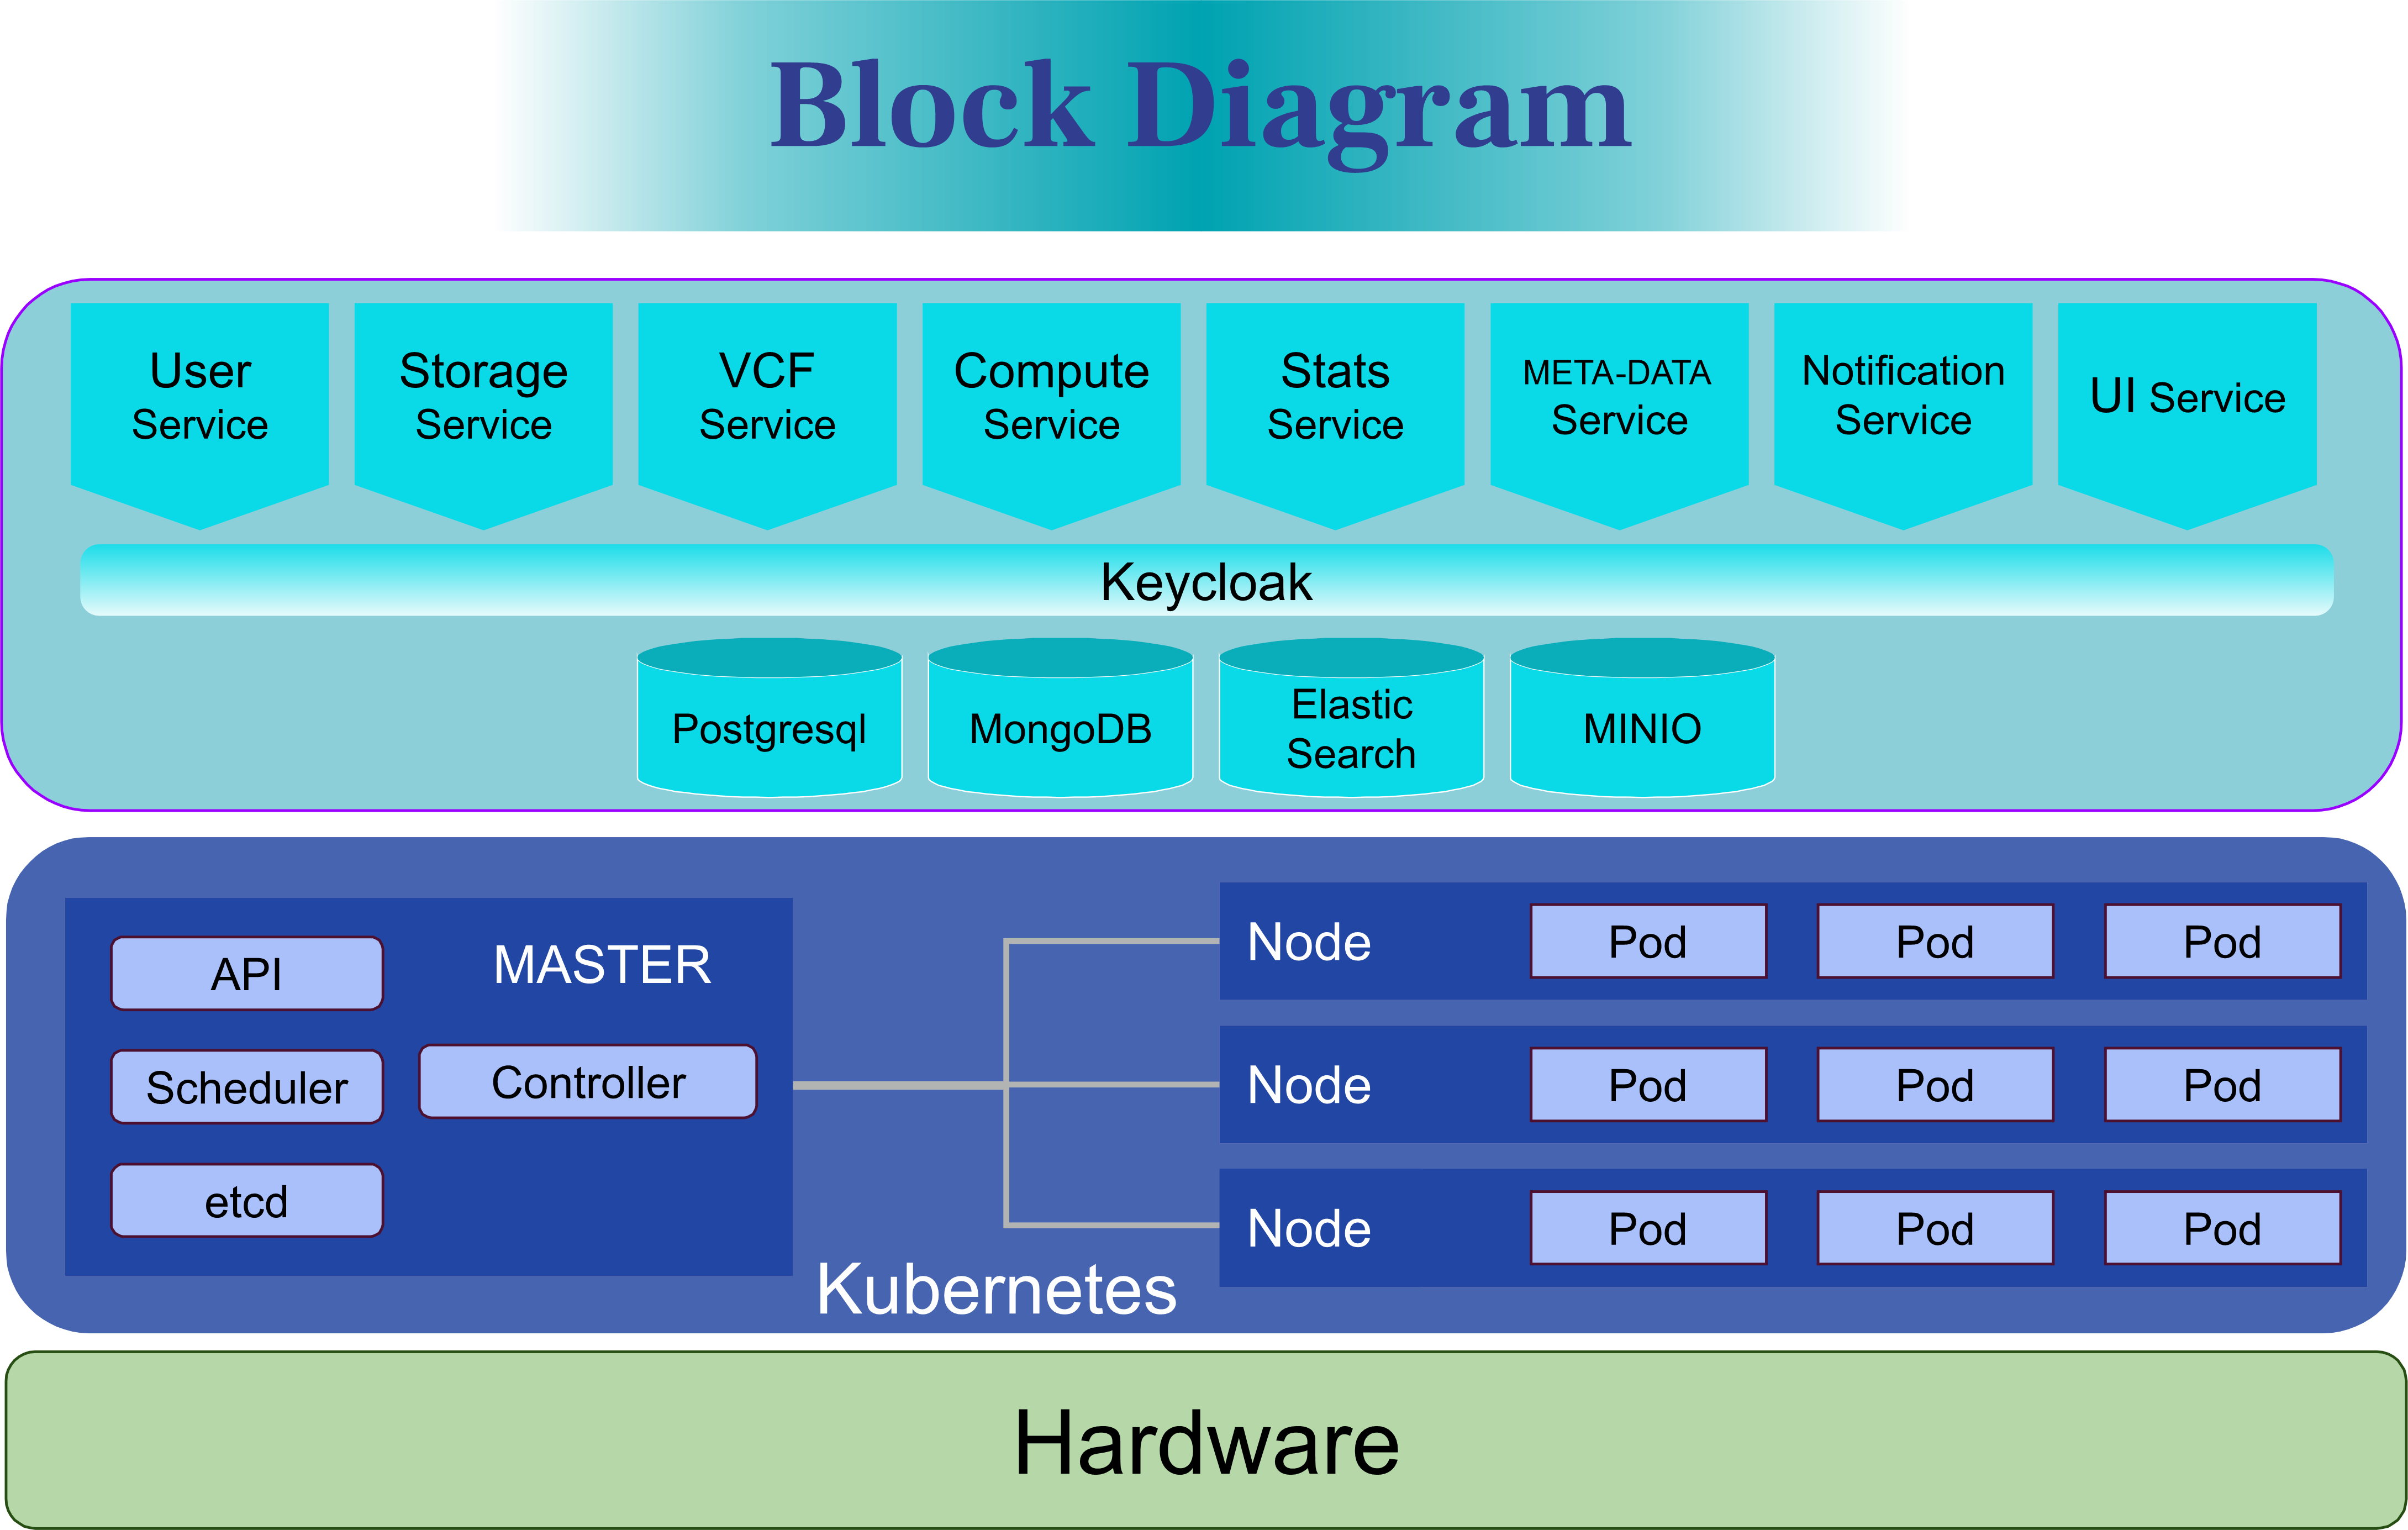 Block Diagram
User
Service
Storage
Service
VCF
Service
Compute
Service
Stats
Service
META-DATA
Service
Notification
Service
UI Service
Keycloak
Postgresql
MongoDB
Elastic
Search
MINIO
MASTER
API
Scheduler
Controller
etcd
Node
Pod
Pod
Pod
Node
Pod
Pod
Pod
Node
Pod
Pod
Pod
Kubernetes
Hardware